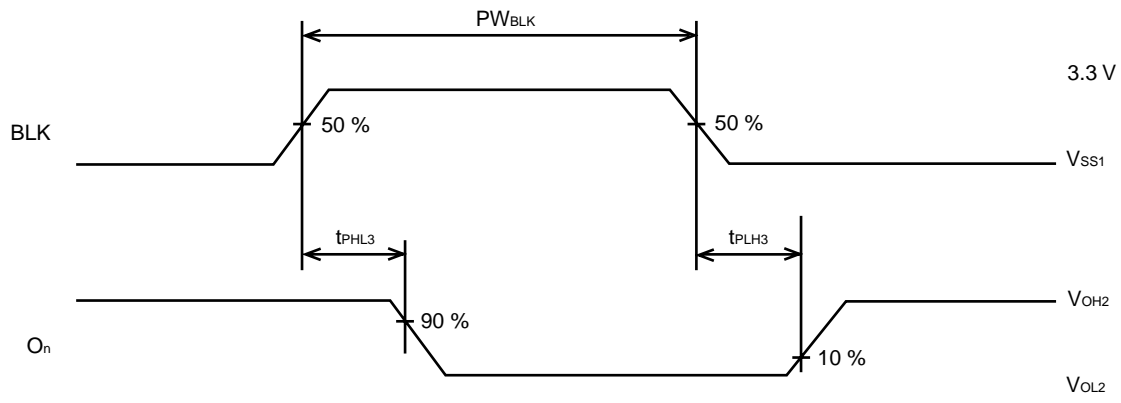 PWBLK
3.3 V
BLK
50 %
50 %
VSS1
tPHL3
tPLH3
VOH2
On
90 %
10 %
VOL2